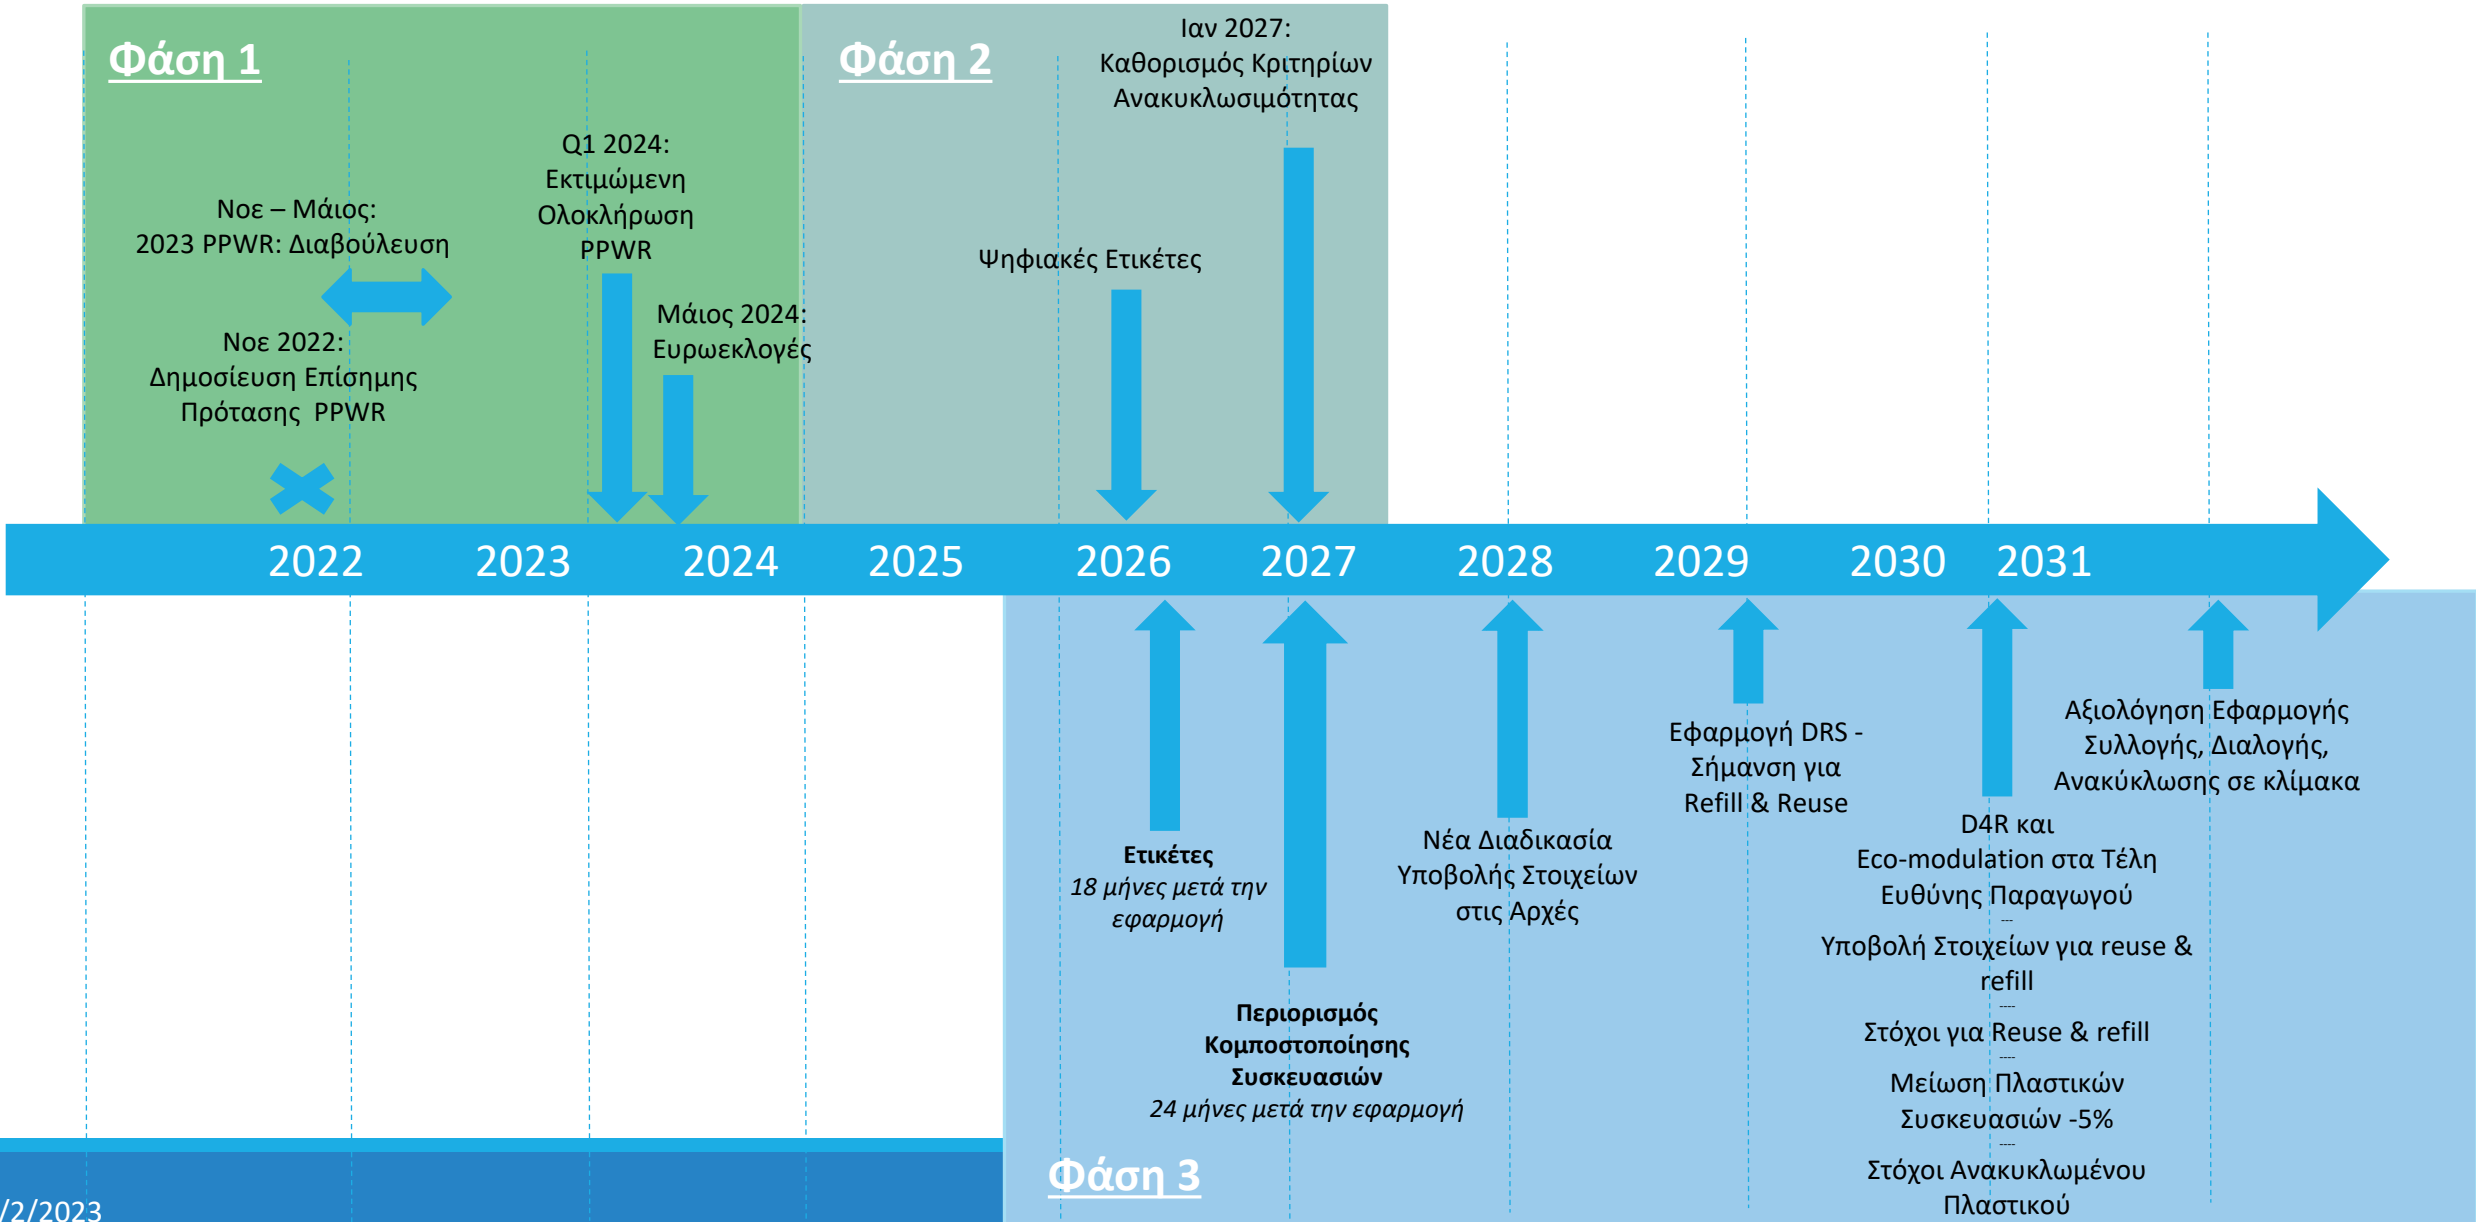 Φάση 1
Φάση 2
Ιαν 2027:
Καθορισμός Κριτηρίων
Ανακυκλωσιμότητας
Q1 2024:
Εκτιμώμενη
Ολοκλήρωση
PPWR
Νοε – Μάιος:
2023 PPWR: Διαβούλευση
Ψηφιακές Ετικέτες
Μάιος 2024:
Ευρωεκλογές
Νοε 2022:
Δημοσίευση Επίσημης
Πρότασης PPWR
2022 2023 2024 2025 2026 2027 2028 2029 2030 2031
Ετικέτες
18 μήνες μετά την
εφαρμογή
Περιορισμός
Κομποστοποίησης
Συσκευασιών
24 μήνες μετά την εφαρμογή
Νέα Διαδικασία
Υποβολής Στοιχείων
στις Αρχές
Εφαρμογή DRS -
Σήμανση για
Refill & Reuse
D4R και
Eco-modulation στα Τέλη
Ευθύνης Παραγωγού
---
Υποβολή Στοιχείων για reuse &
refill
----
Στόχοι για Reuse & refill
----
Μείωση Πλαστικών
Συσκευασιών -5%
----
Στόχοι Ανακυκλωμένου
Πλαστικού
Αξιολόγηση Εφαρμογής
Συλλογής, Διαλογής,
Ανακύκλωσης σε κλίμακα
Φάση 3
/2/2023